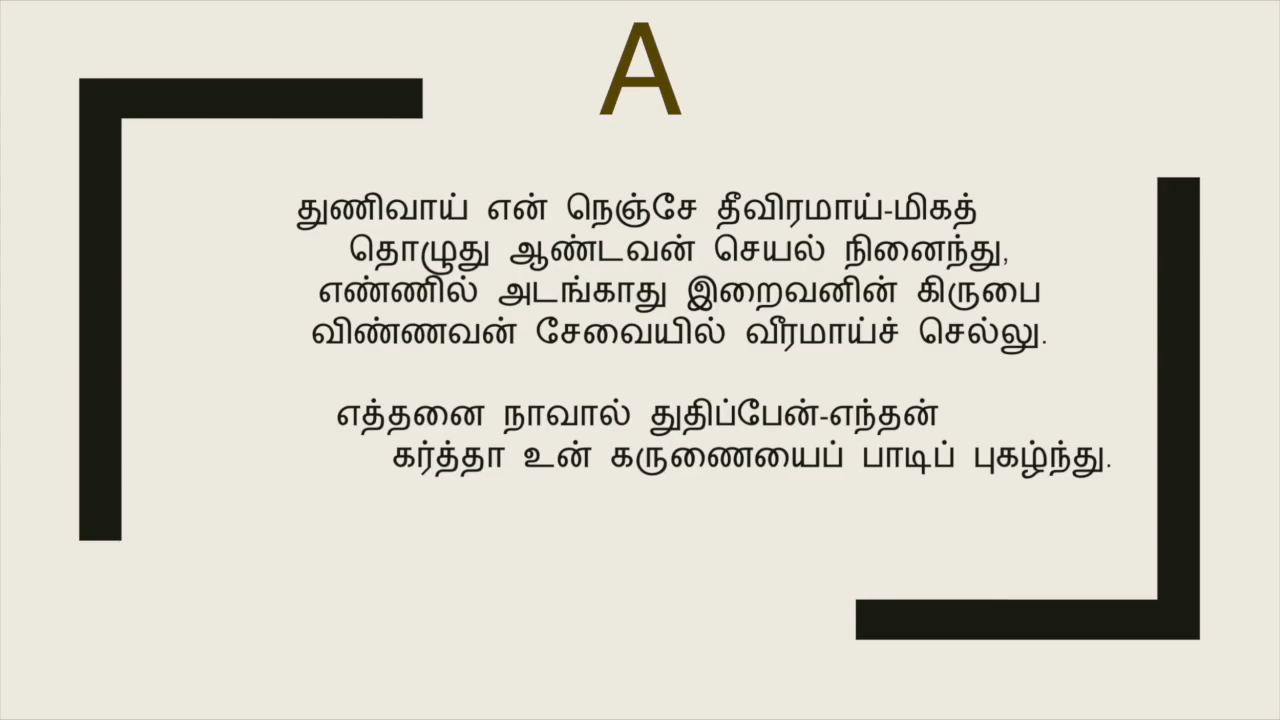 A
துணிவாய் என் நெஞ்சே தீவிரமாய்-மிகத்
தொழுது ஆண்டவன் செயல் நினைந்து,
எண்ணில் அடங்காது இறைவனின் கிருபை
விண்ணவன் சேவையில் வீரமாய்ச் செல்லு.
எத்தனை நாவால் துதிப்பேன்-எந்தன்
கர்த்தா உன் கருணையைப் பாடிப் புகழ்ந்து.